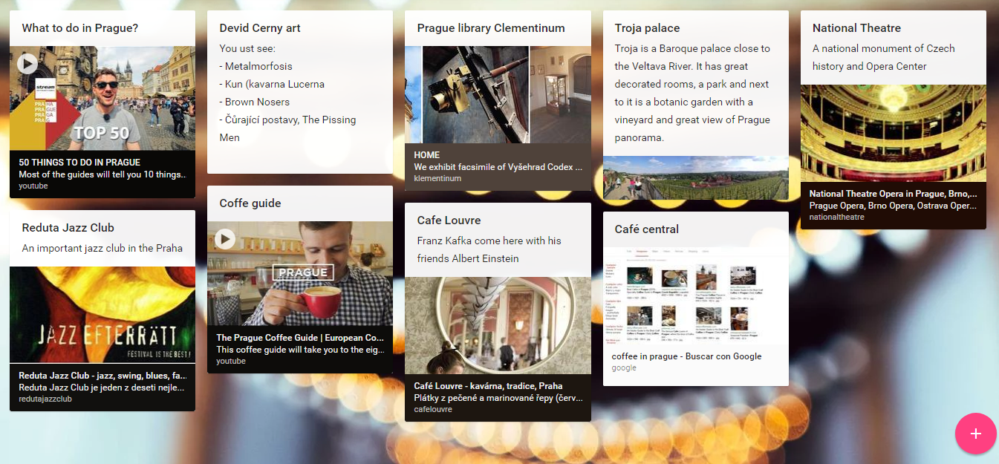 What to do in Prague?
stream
PRA HA
PRA GUE
PRA GA
PRA G
TOP 50
50 THINGS TO DO IN PRAGUE
Most of the guides will tell you 10 things...
youtube
Reduta Jazz Club
An important jazz club in the Praha
JAZZ EFTERRÄTT
FESTIVAL IS THE BEST!
Reduta Jazz Club - jazz, swing, blues, fa...
Reduta Jazz Club je jeden z deseti nejle...
redutajazzclub
Devid Cerny art
You ust see:
- Metalmorfosis
- Kun (kavarna Lucerna
- Brown Nosers
- Čůrající postavy, The Pissing
Men
Coffe guide
PRAGUE
The Prague Coffee Guide | European Co...
This coffee guide will take you to the eig...
youtube
Prague library Clementinum
HOME
We exhibit facsimile of Vyšehrad Codex ...
klementinum
Cafe Louvre
Franz Kafka come here with his
friends Albert Einstein
Café Louvre - kavárna, tradice, Praha
Plátky z pečené a marinované řepy (červ...
cafelouvre
Troja palace
Troja is a Baroque palace close to
the Veltava River. It has great
decorated rooms, a park and next
to it is a botanic garden with a
vineyard and great view of Prague
panorama.
Café central
coffee in prague - Buscar con Google
google
National Theatre
A national monument of Czech
history and Opera Center
National Theatre Opera in Prague, Brno,...
Prague Opera, Brno Opera, Ostrava Oper...
nationaltheatre
+